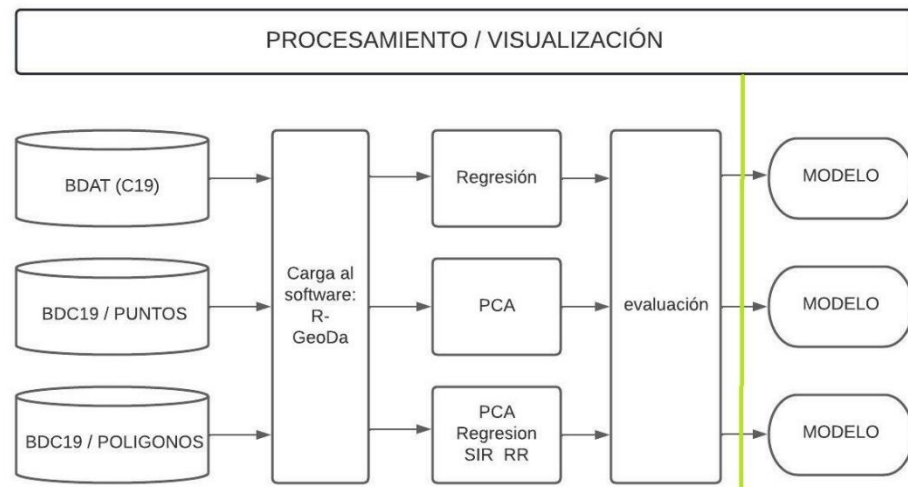 PROCESAMIENTO / VISUALIZACIÓN
BDAT (C19)
Regresión
MODELO
Carga al
software:
R-
GeoDa
BDC19 / PUNTOS
PCA
evaluación
MODELO
BDC19 / POLIGONOS
PCA
Regresion
SIR RR
MODELO